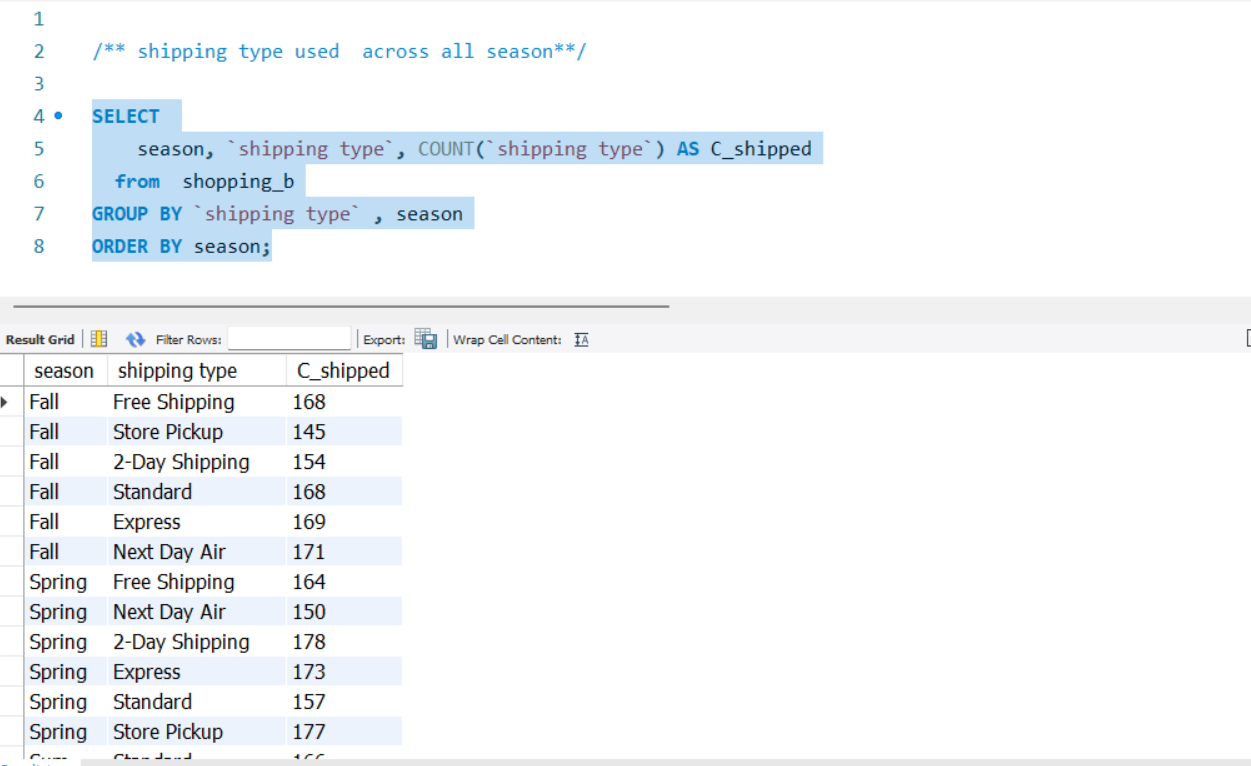 1
2 /** shipping type used  across all season**/
3
4 SELECT
5 season, `shipping type`, COUNT(`shipping type`) AS C_shipped
6 from  shopping_b
7 GROUP BY `shipping type` , season
8 ORDER BY season;
Result Grid Filter Rows: Export: Wrap Cell Content: IA
season shipping type C_shipped
Fall Free Shipping 168
Fall Store Pickup 145
Fall 2-Day Shipping 154
Fall Standard 168
Fall Express 169
Fall Next Day Air 171
Spring Free Shipping 164
Spring Next Day Air 150
Spring 2-Day Shipping 178
Spring Express 173
Spring Standard 157
Spring Store Pickup 177